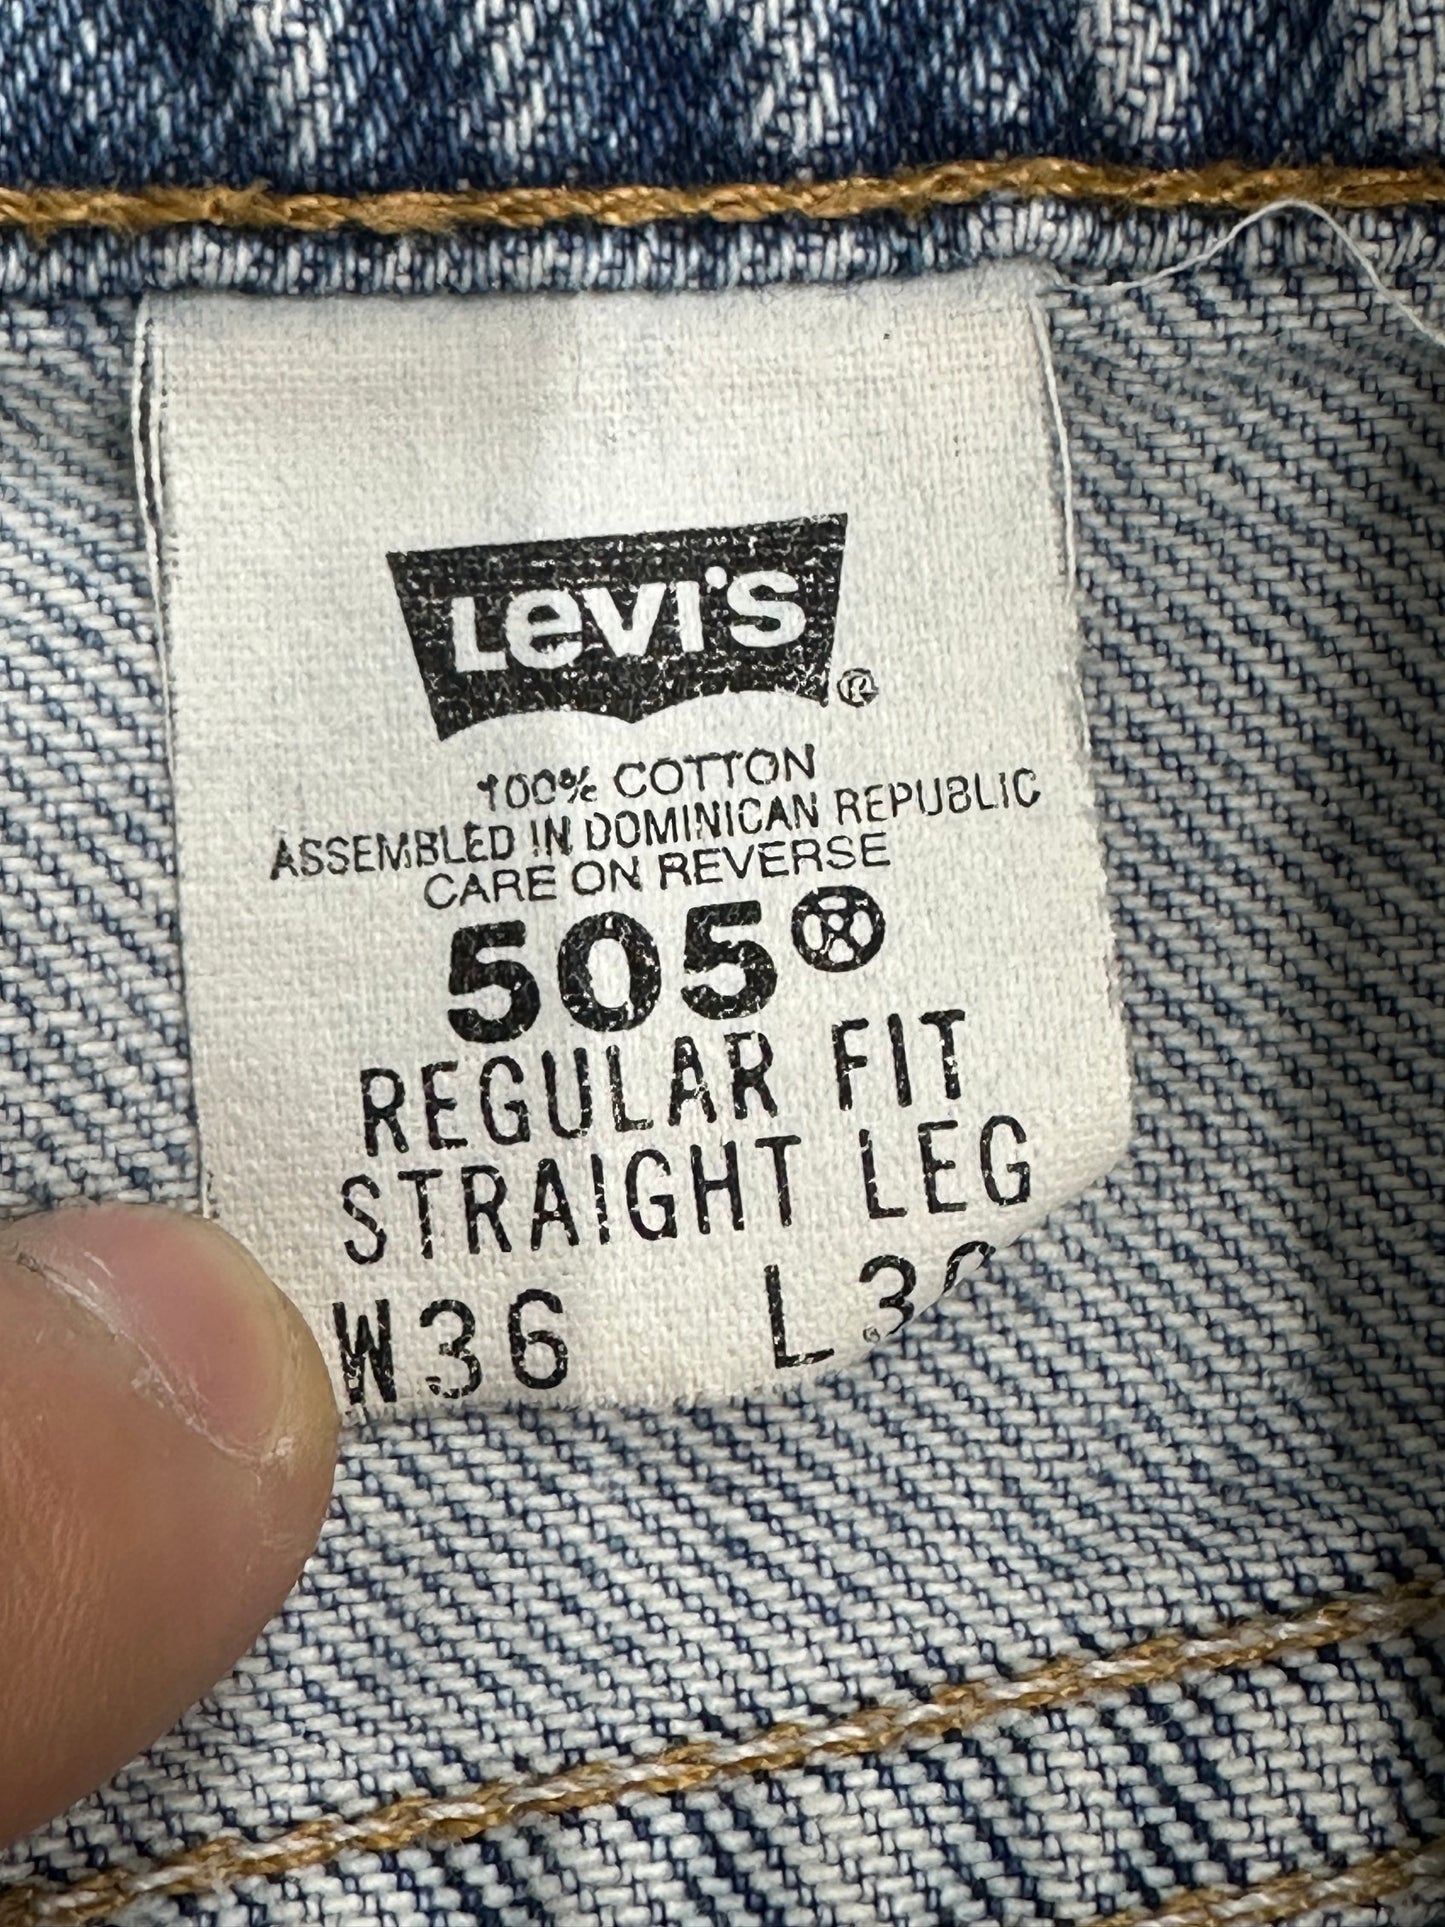 Levi's®
100% COTTON
ASSEMBLED IN DOMINICAN REPUBLIC
CARE ON REVERSE
505®
REGULAR FIT
STRAIGHT LEG
W36 L